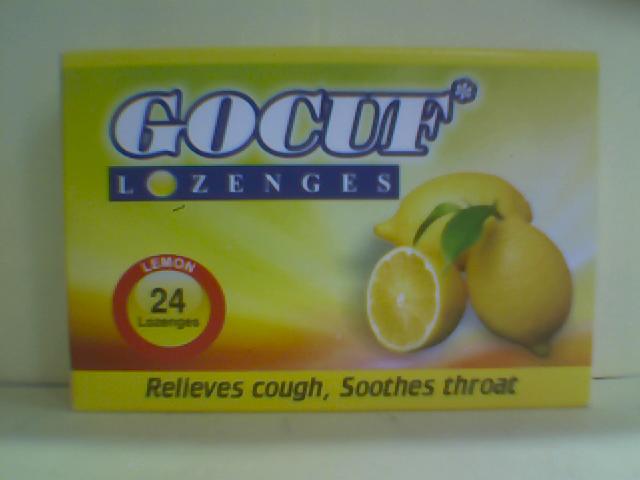 GOCUF®
LOZENGES
LEMON
24
Lozenges
Relieves cough, Soothes throat